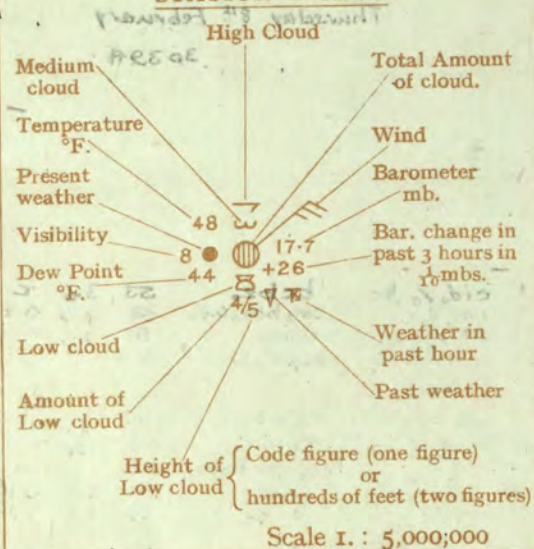 Thursday 8th February
High Cloud
Medium cloud
Total Amount of cloud.
Temperature °F.
Wind
Present weather
Barometer mb.
48
Visibility
8
17·7
Bar. change in past 3 hours in 1/10 mbs.
Dew Point °F.
44
+26
4/5
Low cloud
Weather in past hour
Amount of Low cloud
Past weather
Height of Low cloud { Code figure (one figure)
or
hundreds of feet (two figures)
Scale 1. : 5,000;000